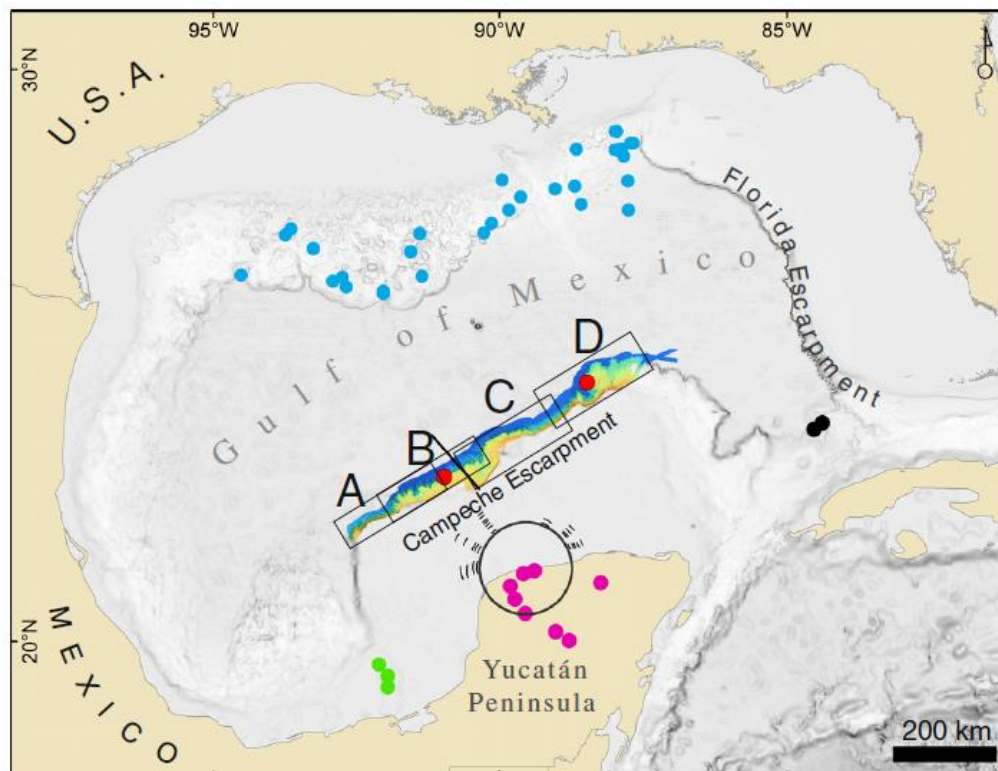 95°W
90°W
85°W
30°N
U.S.A.
Florida Escarpment
Gulf of Mexico
D
C
B
A
Campeche Escarpment
20°N
MEXICO
Yucatán
Peninsula
200 km